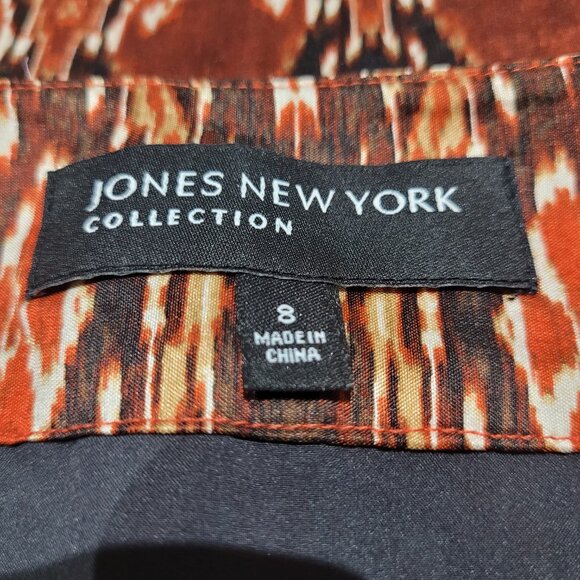 JONES NEW YORK
COLLECTION
8
MADE IN
CHINA